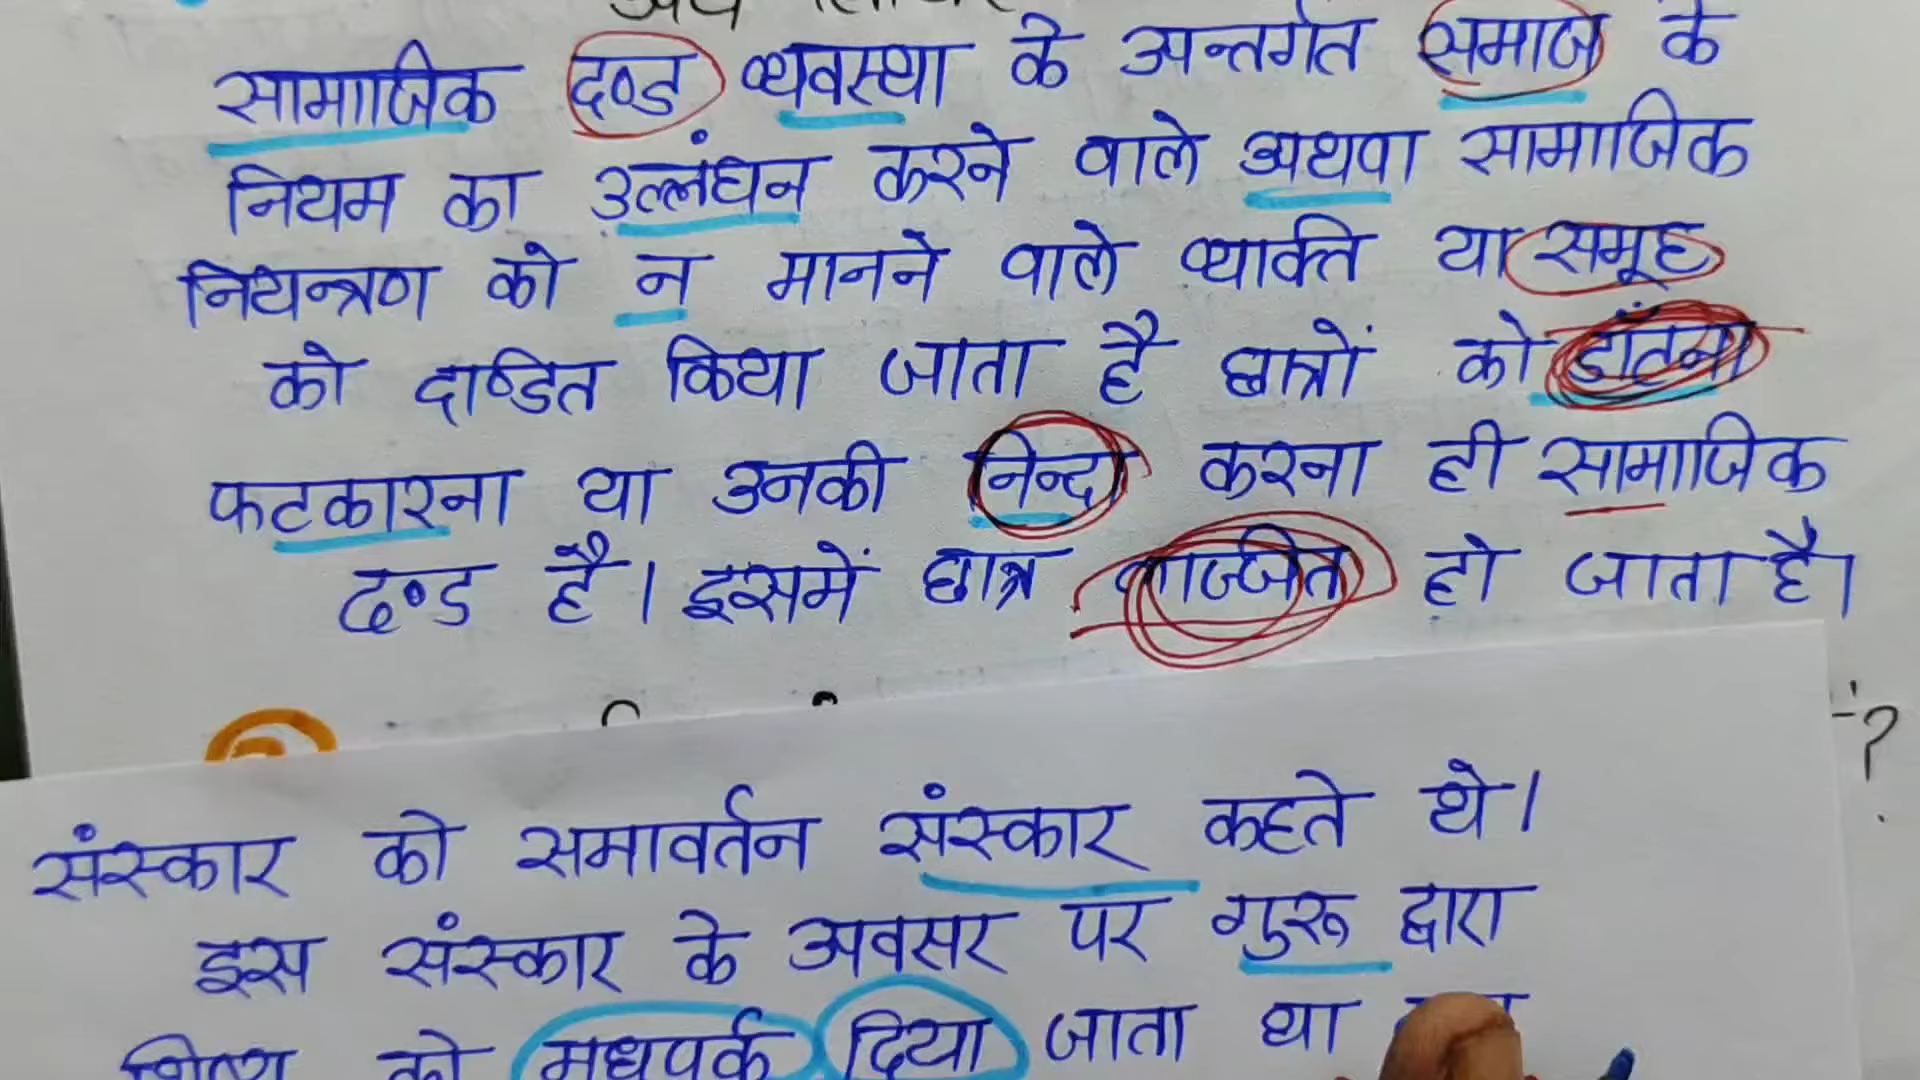 सामाजिक दण्ड व्यवस्था के अन्तर्गत समाज के
नियम का उल्लंघन करने वाले अथवा सामाजिक
नियन्त्रण को न मानने वाले व्यक्ति या समूह
को दण्डित किया जाता है छात्रों को डाँटना
फटकारना या उनकी निन्दा करना ही सामाजिक
दण्ड है। इसमें छात्र लज्जित हो जाता है।
?
संस्कार को समावर्तन संस्कार कहते थे।
इस संस्कार के अवसर पर गुरू द्वारा
को मधुपर्क दिया जाता था